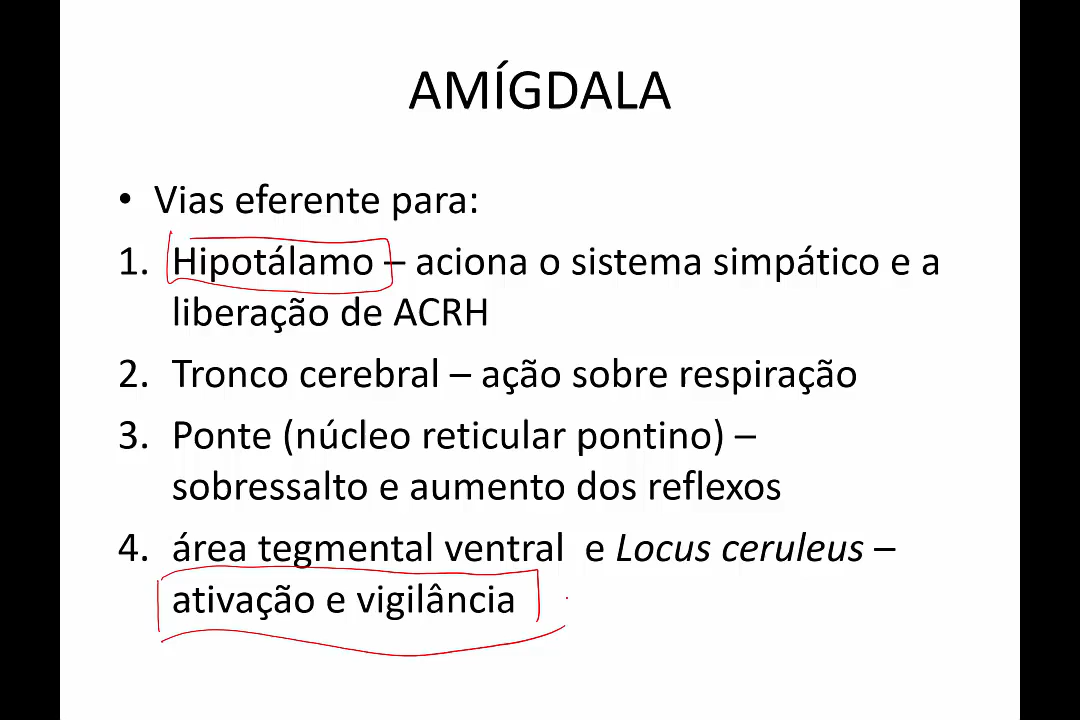 AMÍGDALA
• Vias eferente para:
1. Hipotálamo – aciona o sistema simpático e a
liberação de ACRH
2. Tronco cerebral – ação sobre respiração
3. Ponte (núcleo reticular pontino) –
sobressalto e aumento dos reflexos
4. área tegmental ventral e Locus ceruleus –
ativação e vigilância